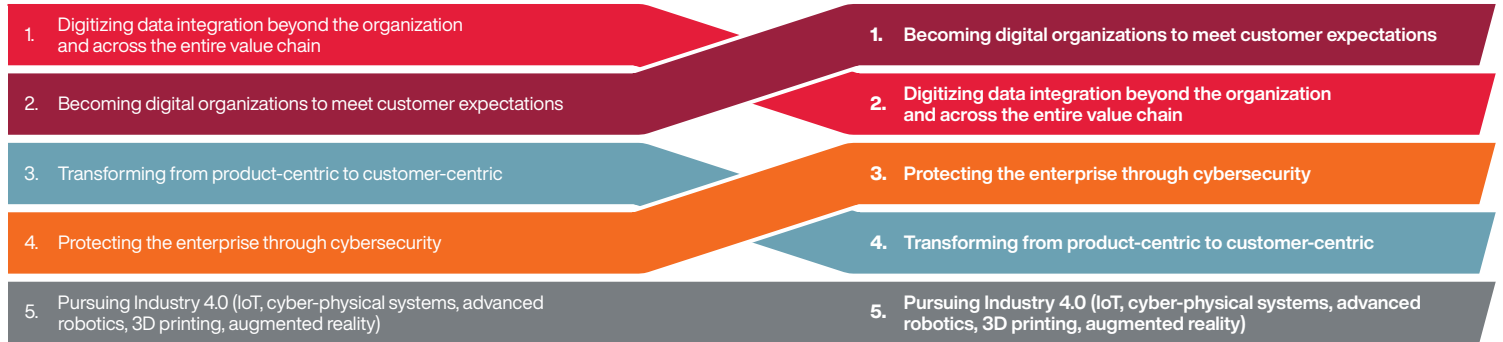 1. Digitizing data integration beyond the organization
and across the entire value chain
2. Becoming digital organizations to meet customer expectations
3. Transforming from product-centric to customer-centric
4. Protecting the enterprise through cybersecurity
5. Pursuing Industry 4.0 (IoT, cyber-physical systems, advanced
robotics, 3D printing, augmented reality)
1. Becoming digital organizations to meet customer expectations
2. Digitizing data integration beyond the organization
and across the entire value chain
3. Protecting the enterprise through cybersecurity
4. Transforming from product-centric to customer-centric
5. Pursuing Industry 4.0 (IoT, cyber-physical systems, advanced
robotics, 3D printing, augmented reality)